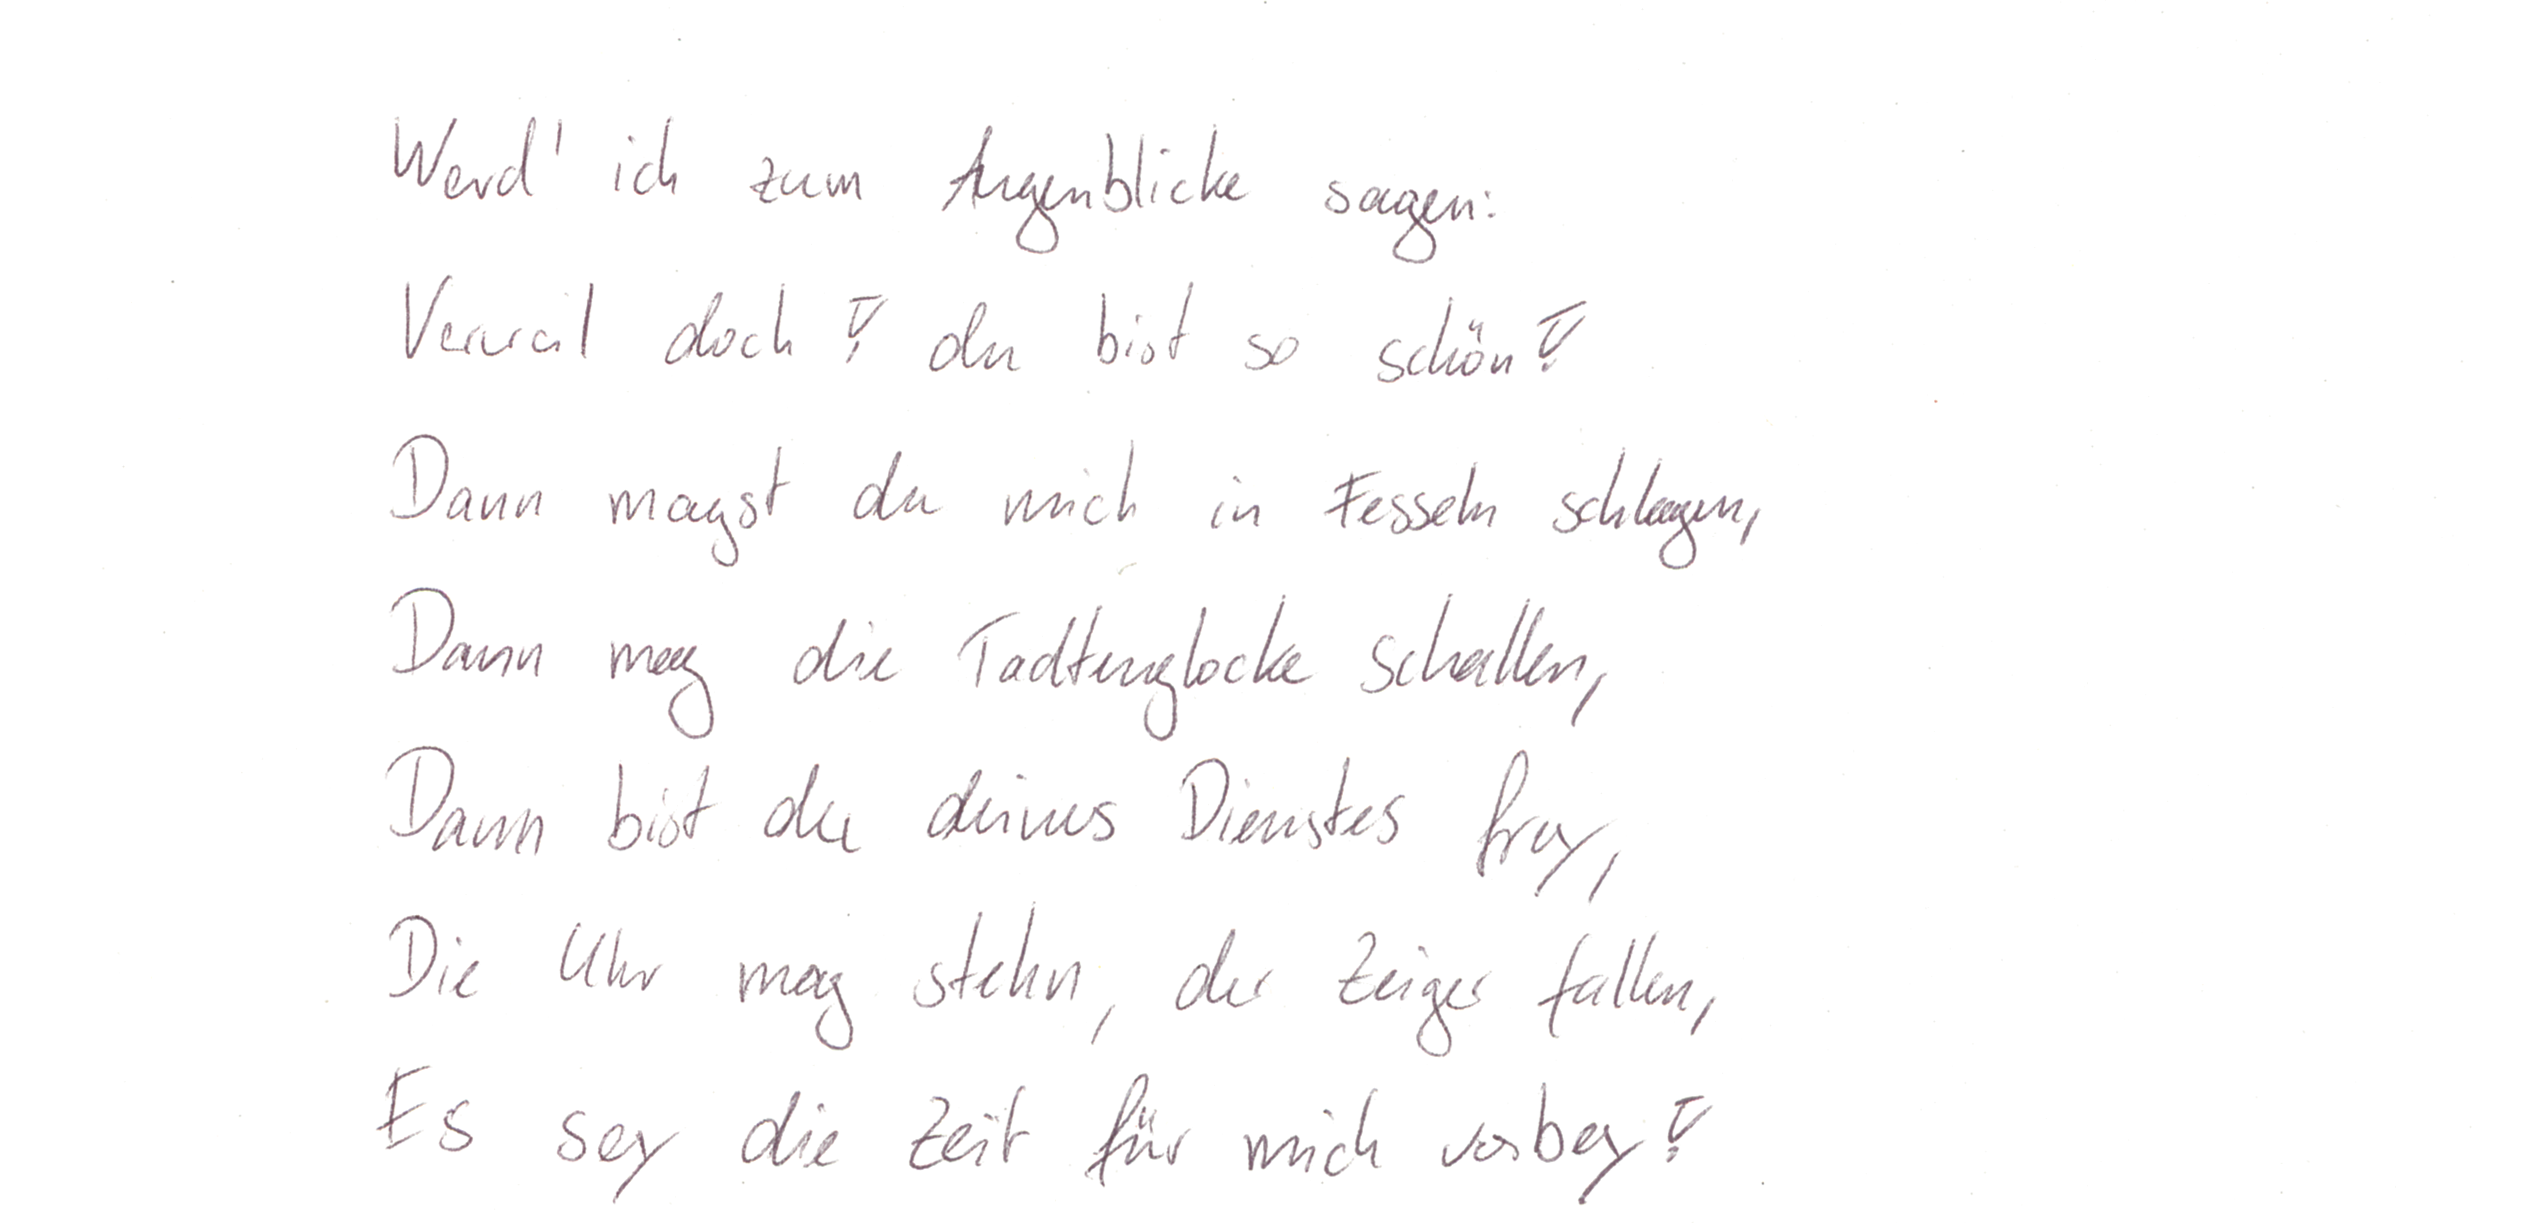 Werd' ich zum Augenblicke sagen:
Verweil doch! du bist so schön!
Dann magst du mich in Fesseln schlagen,
Dann mag die Todtenglocke schallen,
Dann bist du deines Dienstes frey,
Die Uhr mag stehn, der Zeiger fallen,
Es sey die Zeit für mich vorbey!